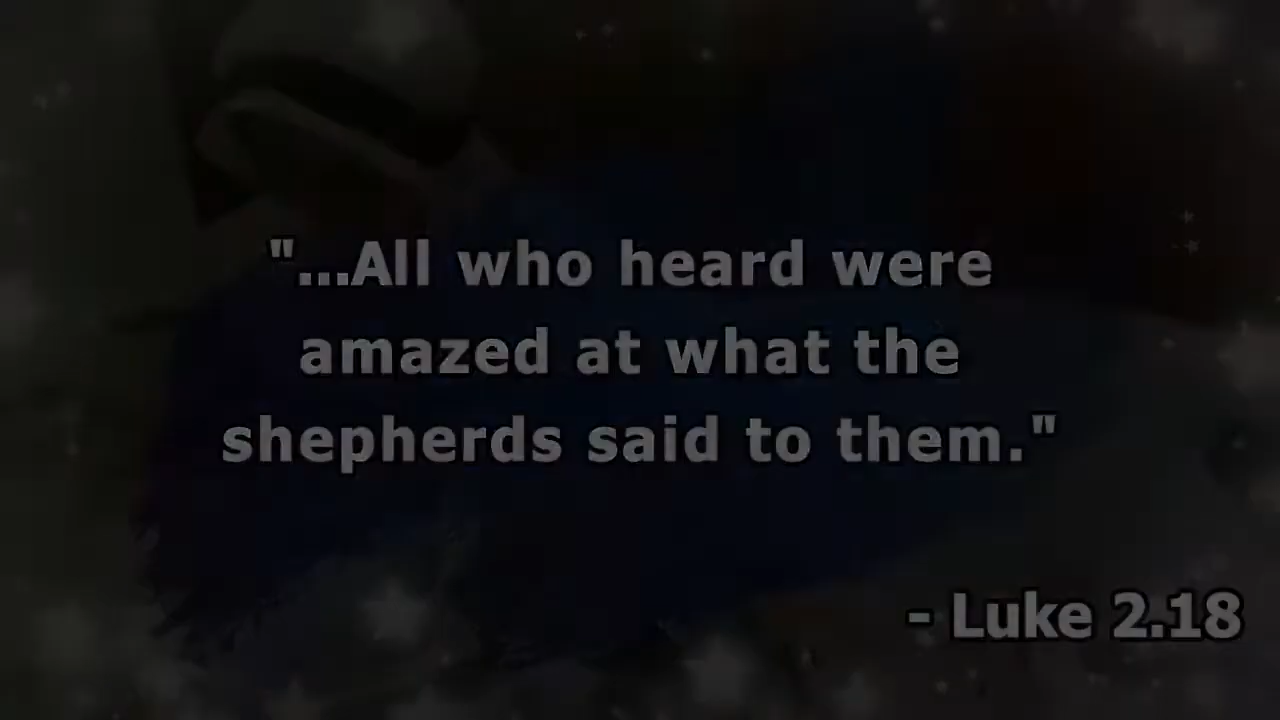 "...All who heard were
amazed at what the
shepherds said to them."
- Luke 2.18